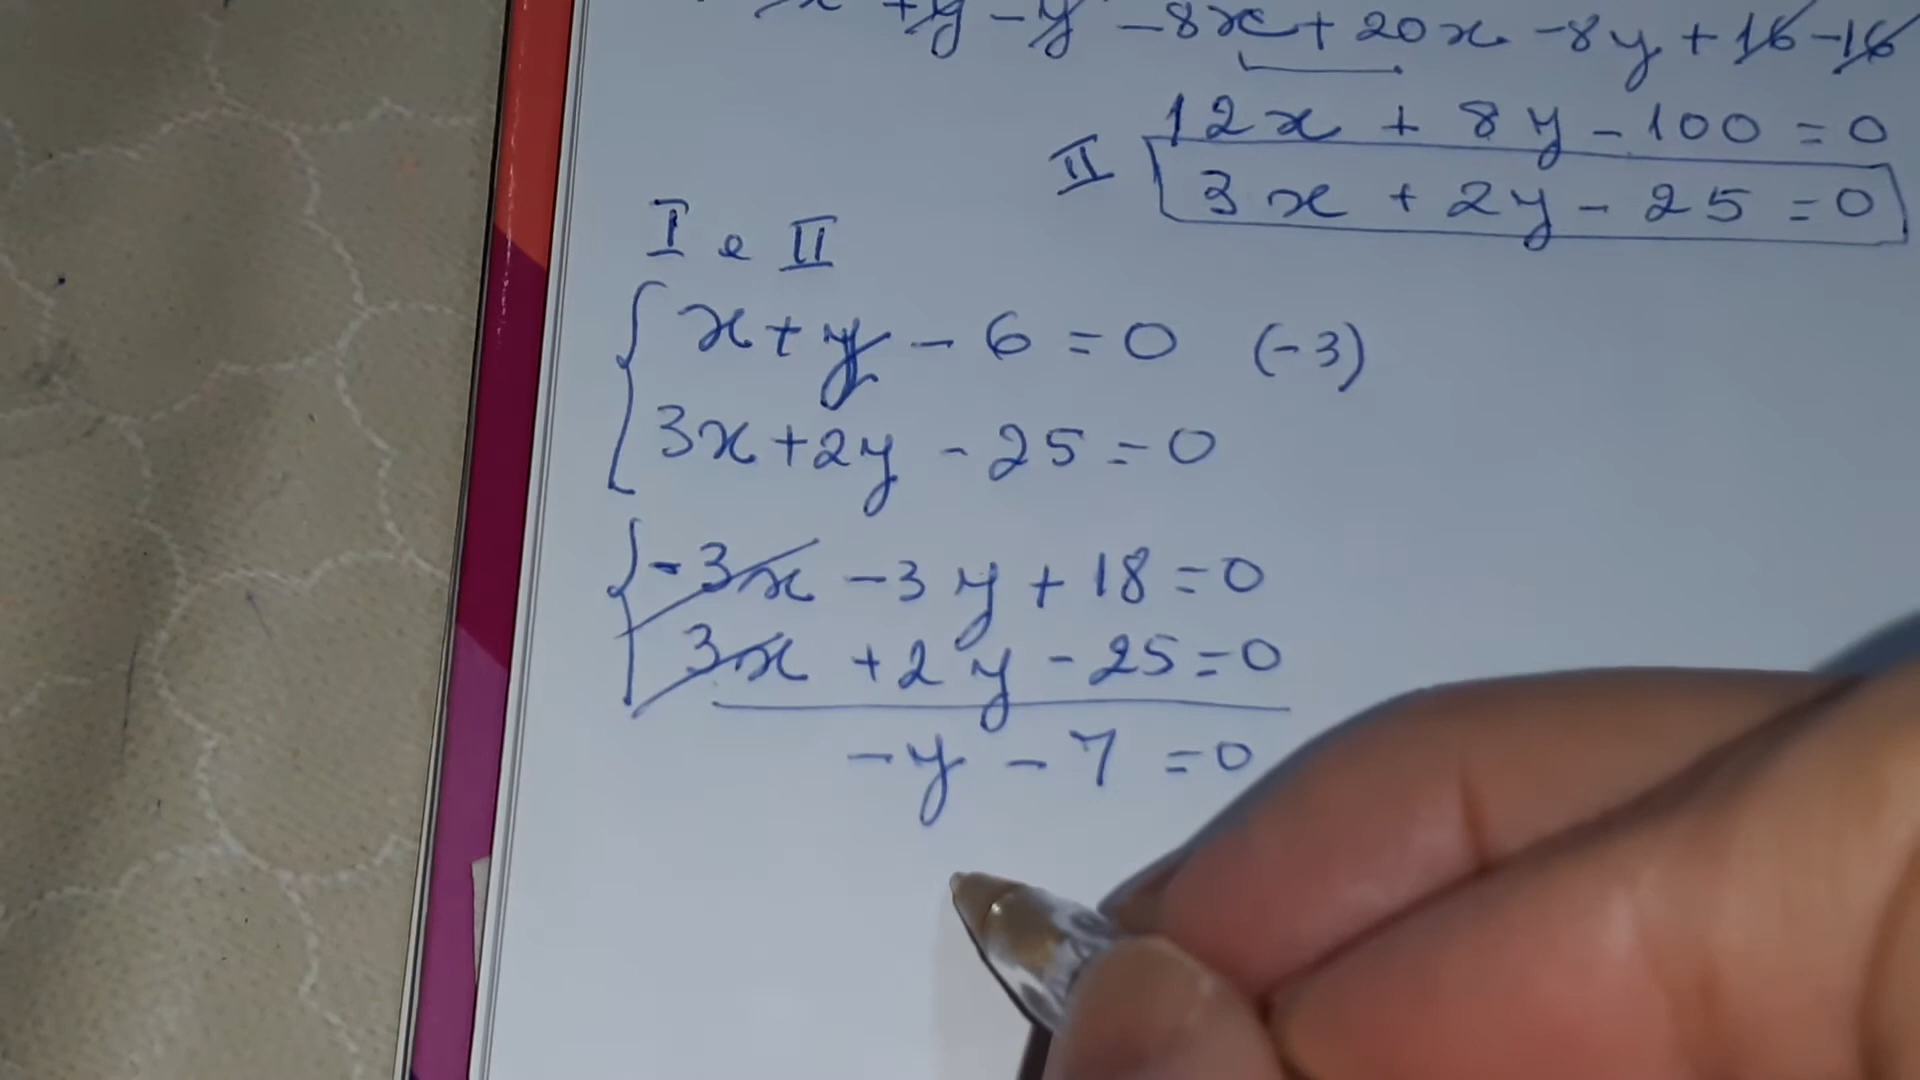 +y - y - 8x + 20x - 8y + 16 - 16
12x + 8y - 100 = 0
II 3x + 2y - 25 = 0
I e II
x + y - 6 = 0 (-3)
3x + 2y - 25 = 0
-3x - 3y + 18 = 0
3x + 2y - 25 = 0
-y - 7 = 0